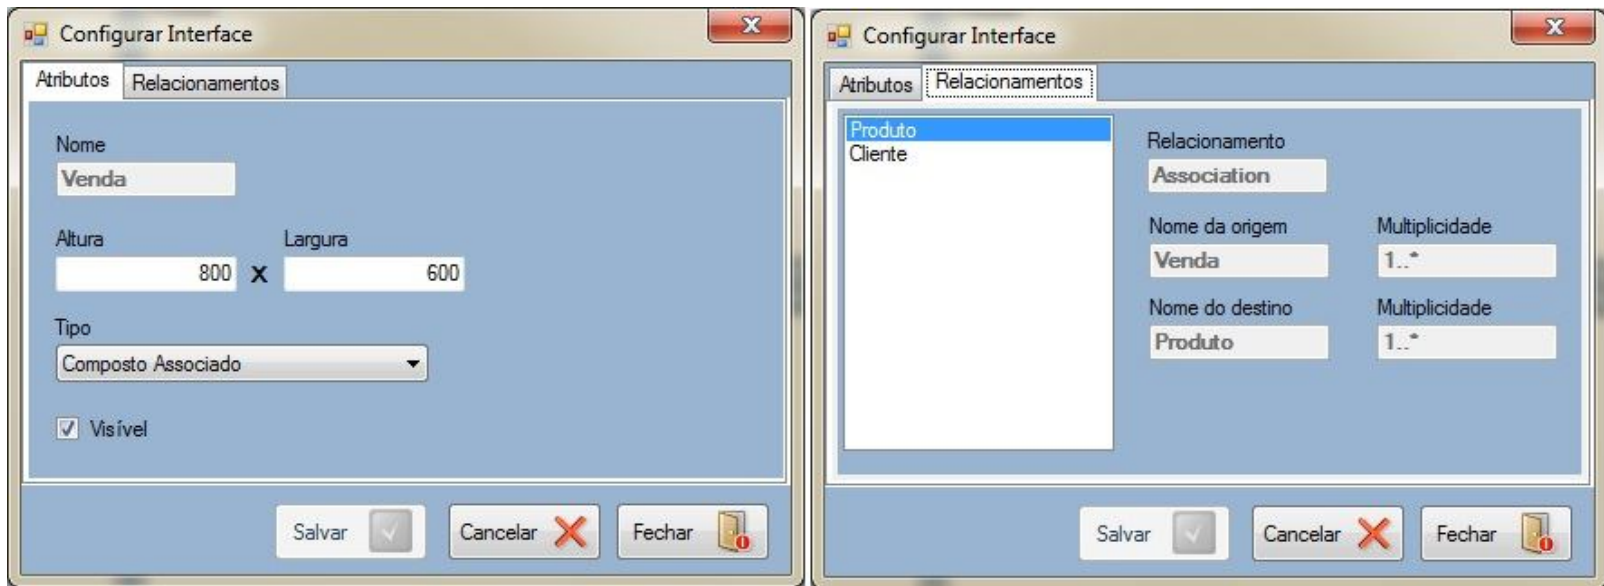 Configurar Interface
Atributos Relacionamentos
Nome
Venda
Altura Largura
800 X 600
Tipo
Composto Associado
Visível
Salvar Cancelar Fechar
Configurar Interface
Atributos Relacionamentos
Produto
Cliente
Relacionamento
Association
Nome da origem Multiplicidade
Venda 1..*
Nome do destino Multiplicidade
Produto 1..*
Salvar Cancelar Fechar